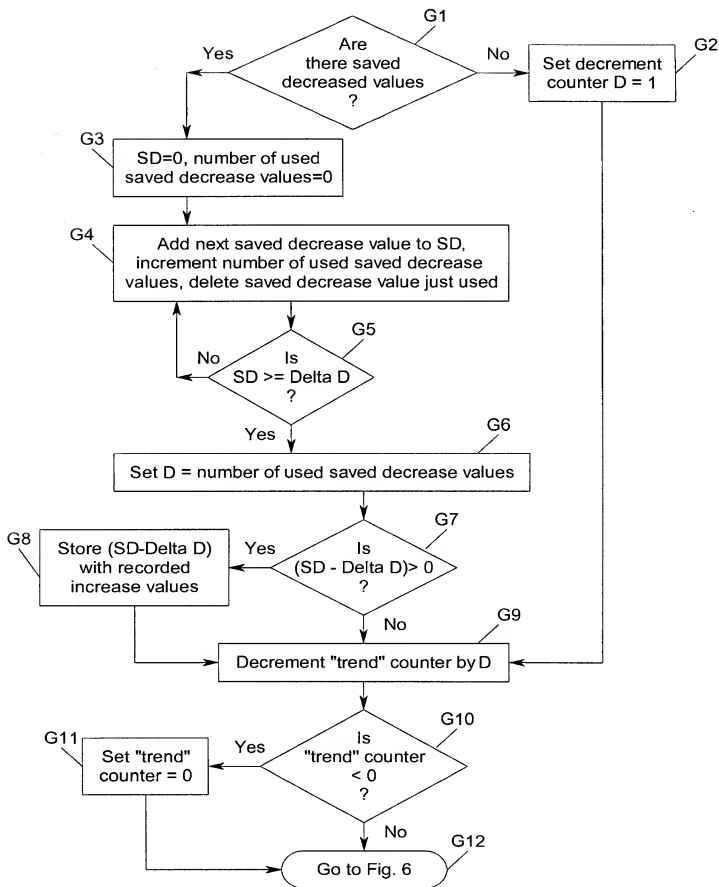 G1
Are
there saved
decreased values
?
Yes
No
G2
Set decrement
counter D = 1
G3
SD=0, number of used
saved decrease values=0
G4
Add next saved decrease value to SD,
increment number of used saved decrease
values, delete saved decrease value just used
G5
Is
SD >= Delta D
?
No
Yes
G6
Set D = number of used saved decrease values
G7
Is
(SD - Delta D)> 0
?
Yes
No
G8
Store (SD-Delta D)
with recorded
increase values
G9
Decrement "trend" counter by D
G10
Is
"trend" counter
< 0
?
Yes
No
G11
Set "trend"
counter = 0
G12
Go to Fig. 6